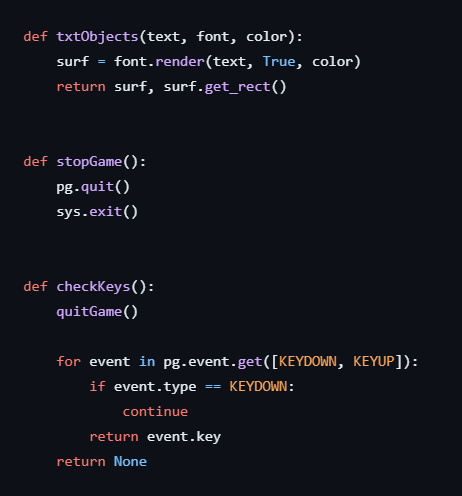 def txtObjects(text, font, color):
    surf = font.render(text, True, color)
    return surf, surf.get_rect()
def stopGame():
    pg.quit()
    sys.exit()
def checkKeys():
    quitGame()
    for event in pg.event.get([KEYDOWN, KEYUP]):
        if event.type == KEYDOWN:
            continue
        return event.key
    return None